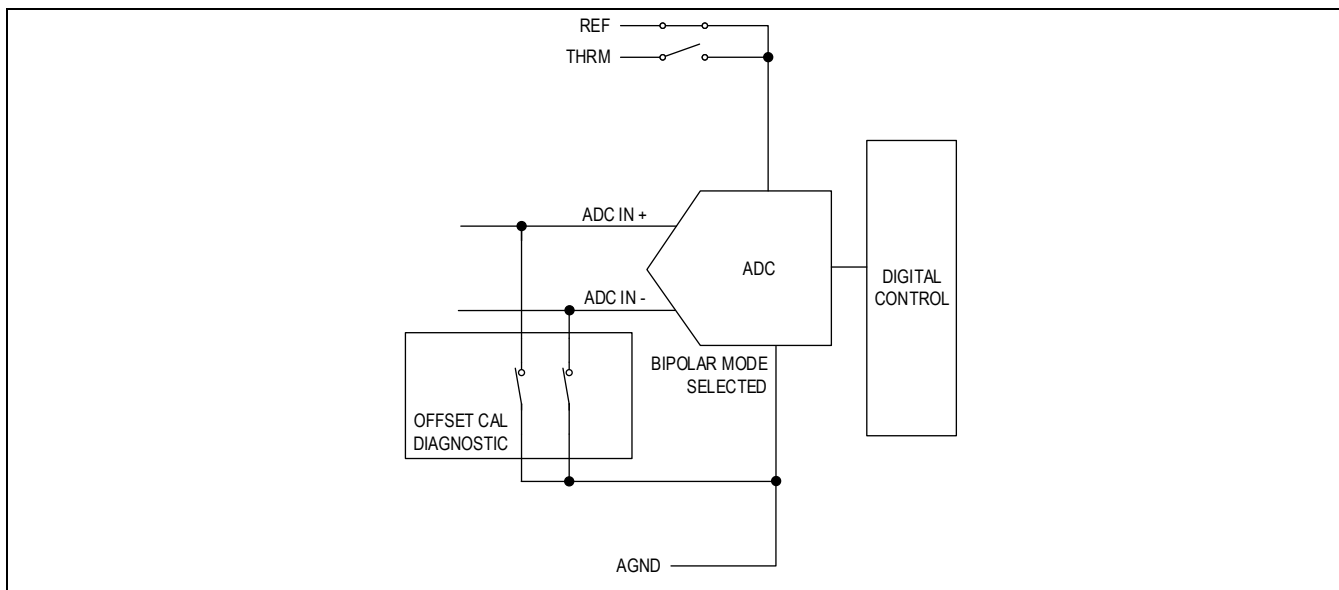 REF
THRM
ADC IN +
ADC IN -
ADC
DIGITAL
CONTROL
BIPOLAR MODE
SELECTED
OFFSET CAL
DIAGNOSTIC
AGND